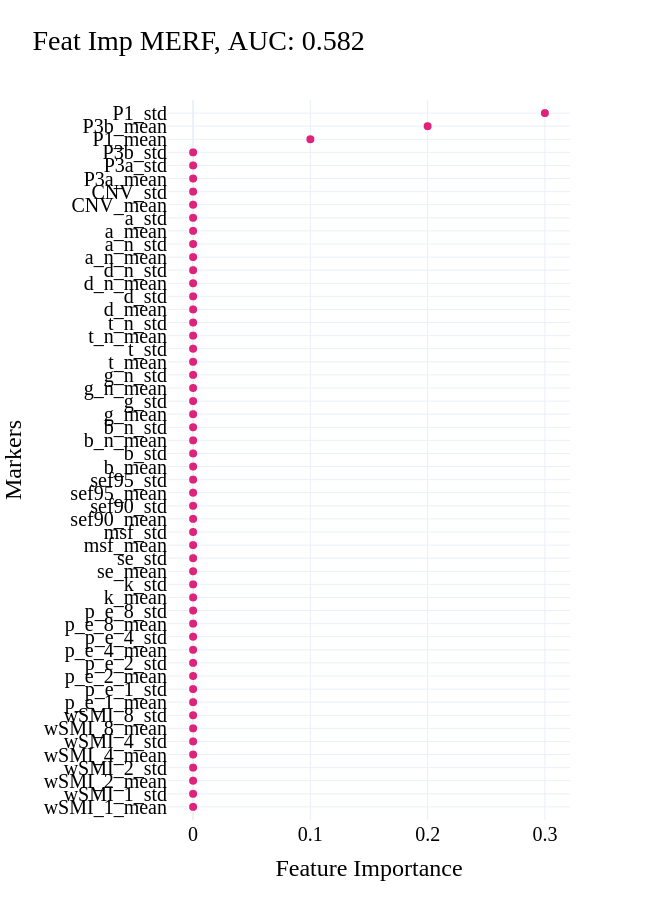 Feat Imp MERF, AUC: 0.582
P1_std
P3b_mean
P1_mean
P3b_std
P3a_std
P3a_mean
CNV_std
CNV_mean
a_std
a_mean
a_n_std
a_n_mean
d_n_std
d_n_mean
d_std
d_mean
t_n_std
t_n_mean
t_std
t_mean
g_n_std
g_n_mean
g_std
g_mean
b_n_std
b_n_mean
b_std
b_mean
sef95_std
sef95_mean
sef90_std
sef90_mean
msf_std
msf_mean
se_std
se_mean
k_std
k_mean
p_e_8_std
p_e_8_mean
p_e_4_std
p_e_4_mean
p_e_2_std
p_e_2_mean
p_e_1_std
p_e_1_mean
wSMI_8_std
wSMI_8_mean
wSMI_4_std
wSMI_4_mean
wSMI_2_std
wSMI_2_mean
wSMI_1_std
wSMI_1_mean
Markers
0 0.1 0.2 0.3
Feature Importance